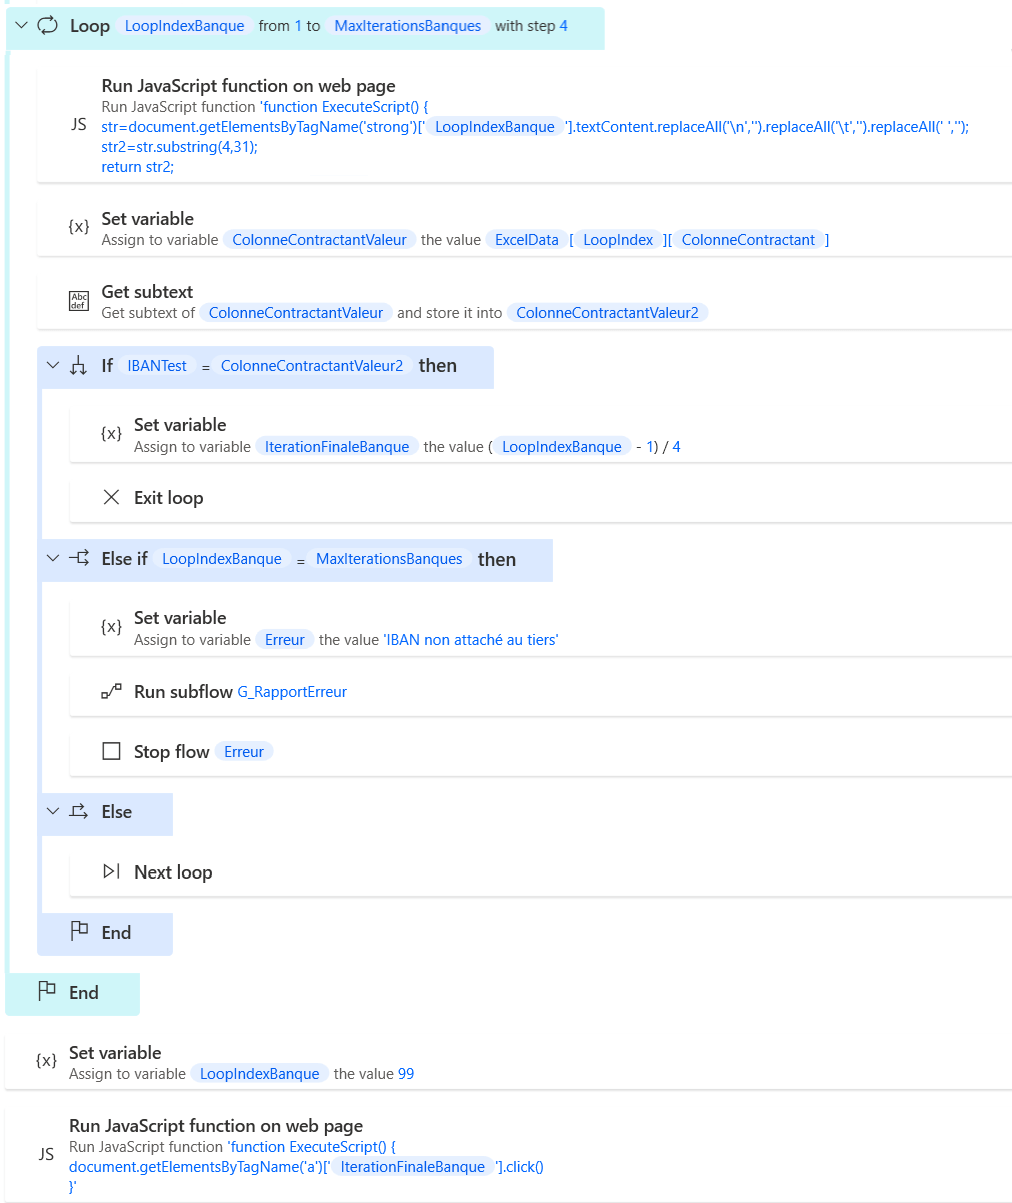 Loop LoopIndexBanque from 1 to MaxIterationsBanques with step 4
Run JavaScript function on web page
Run JavaScript function 'function ExecuteScript() {
JS
str=document.getElementsByTagName('strong')[' LoopIndexBanque '].textContent.replaceAll('\n','').replaceAll('\t','').replaceAll(' ','');
str2=str.substring(4,31);
return str2;
{x}
Set variable
Assign to variable ColonneContractantValeur the value ExcelData [ LoopIndex ][ ColonneContractant ]
Abc
def
Get subtext
Get subtext of ColonneContractantValeur and store it into ColonneContractantValeur2
If IBANTest = ColonneContractantValeur2 then
{x}
Set variable
Assign to variable IterationFinaleBanque the value ( LoopIndexBanque - 1) / 4
Exit loop
Else if LoopIndexBanque = MaxIterationsBanques then
{x}
Set variable
Assign to variable Erreur the value 'IBAN non attaché au tiers'
Run subflow G_RapportErreur
Stop flow Erreur
Else
Next loop
End
End
{x}
Set variable
Assign to variable LoopIndexBanque the value 99
Run JavaScript function on web page
Run JavaScript function 'function ExecuteScript() {
JS
document.getElementsByTagName('a')[' IterationFinaleBanque '].click()
}'